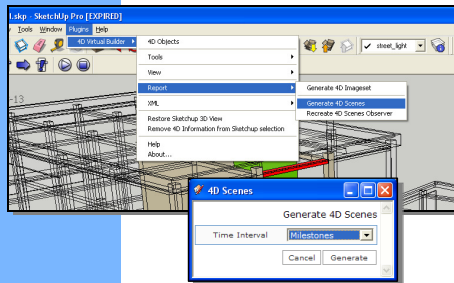 l.skp - SketchUp Pro [EXPIRED]
Tools Window Plugins Help
4D Virtual Builder
4D Objects
Tools
View
Report
XML
Restore Sketchup 3D View
Remove 4D Information from Sketchup selection
Help
About...
Generate 4D Imageset
Generate 4D Scenes
Recreate 4D Scenes Observer
street_light
-13
4D Scenes
Generate 4D Scenes
Time Interval
Milestones
Cancel Generate